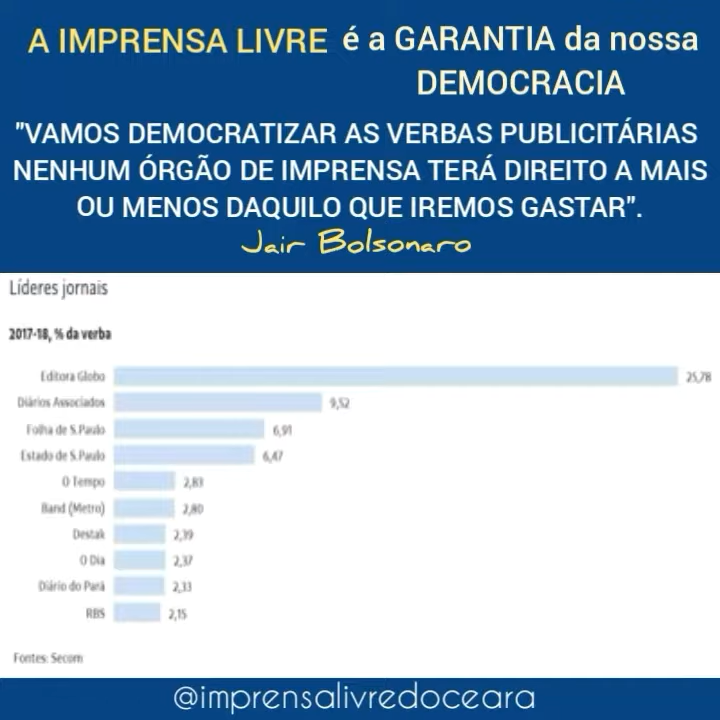 A IMPRENSA LIVRE é a GARANTIA da nossa
DEMOCRACIA
"VAMOS DEMOCRATIZAR AS VERBAS PUBLICITÁRIAS
NENHUM ÓRGÃO DE IMPRENSA TERÁ DIREITO A MAIS
OU MENOS DAQUILO QUE IREMOS GASTAR".
Jair Bolsonaro
Líderes jornais
2017-18, % da verba
Editora Globo 25,78
Diários Associados 9,52
Folha de S.Paulo 6,91
Estado de S.Paulo 6,47
O Tempo 2,83
Band (Metro) 2,80
Destak 2,39
O Dia 2,37
Diário do Pará 2,33
RBS 2,15
Fontes: Secom
@imprensalivredoceara